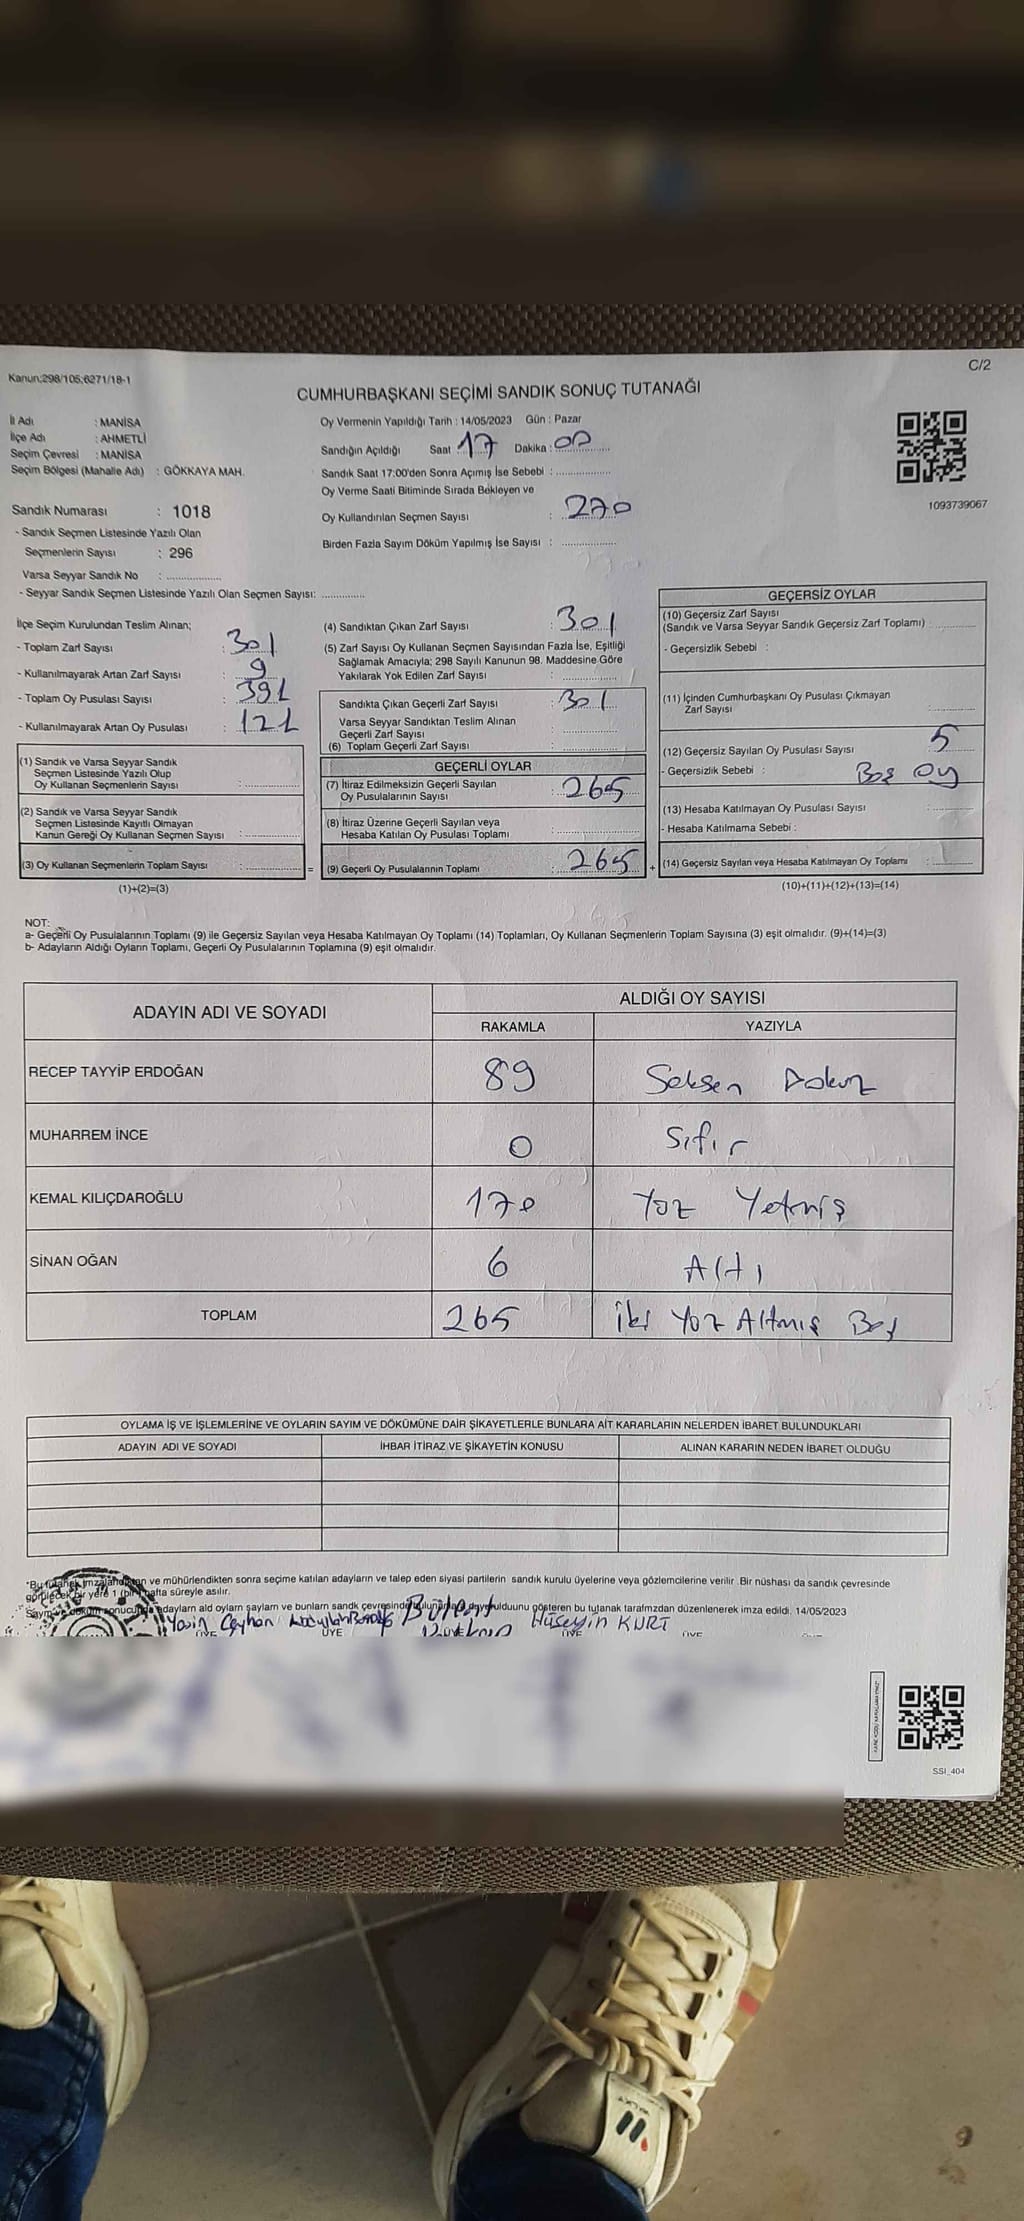 C/2
Kanun:298/105;6271/18-1
CUMHURBAŞKANI SEÇİMİ SANDIK SONUÇ TUTANAĞI
İl Adı : MANİSA
İlçe Adı : AHMETLİ
Seçim Çevresi : MANİSA
Seçim Bölgesi (Mahalle Adı) : GÖKKAYA MAH.
Oy Vermenin Yapıldığı Tarih : 14/05/2023 Gün : Pazar
Sandığın Açıldığı Saat : 17 Dakika : 00
Sandık Saat 17:00'den Sonra Açımış İse Sebebi :
Oy Verme Saati Bitiminde Sırada Bekleyen ve
Oy Kullandırılan Seçmen Sayısı : 270
Birden Fazla Sayım Döküm Yapılmış İse Sayısı :
1093739067
Sandık Numarası : 1018
- Sandık Seçmen Listesinde Yazılı Olan
Seçmenlerin Sayısı : 296
Varsa Seyyar Sandık No :
- Seyyar Sandık Seçmen Listesinde Yazılı Olan Seçmen Sayısı:
İlçe Seçim Kurulundan Teslim Alınan;
- Toplam Zarf Sayısı : 301
- Kullanılmayarak Artan Zarf Sayısı : 9
- Toplam Oy Pusulası Sayısı : 391
- Kullanılmayarak Artan Oy Pusulası : 121
(1) Sandık ve Varsa Seyyar Sandık
Seçmen Listesinde Yazılı Olup
Oy Kullanan Seçmenlerin Sayısı :
(2) Sandık ve Varsa Seyyar Sandık
Seçmen Listesinde Kayıtlı Olmayan
Kanun Gereği Oy Kullanan Seçmen Sayısı :
(3) Oy Kullanan Seçmenlerin Toplam Sayısı :
(1)+(2)=(3)
(4) Sandıktan Çıkan Zarf Sayısı : 301
(5) Zarf Sayısı Oy Kullanan Seçmen Sayısından Fazla İse, Eşitliği
Sağlamak Amacıyla; 298 Sayılı Kanunun 98. Maddesine Göre
Yakılarak Yok Edilen Zarf Sayısı :
Sandıkta Çıkan Geçerli Zarf Sayısı : 301
Varsa Seyyar Sandıktan Teslim Alınan
Geçerli Zarf Sayısı :
(6) Toplam Geçerli Zarf Sayısı :
GEÇERLİ OYLAR
(7) İtiraz Edilmeksizin Geçerli Sayılan
Oy Pusulalarının Sayısı : 265
(8) İtiraz Üzerine Geçerli Sayılan veya
Hesaba Katılan Oy Pusulası Toplamı :
= (9) Geçerli Oy Pusulalarının Toplamı : 265 +
GEÇERSİZ OYLAR
(10) Geçersiz Zarf Sayısı
(Sandık ve Varsa Seyyar Sandık Geçersiz Zarf Toplamı) :
- Geçersizlik Sebebi :
(11) İçinden Cumhurbaşkanı Oy Pusulası Çıkmayan
Zarf Sayısı :
(12) Geçersiz Sayılan Oy Pusulası Sayısı : 5
- Geçersizlik Sebebi : Boş oy
(13) Hesaba Katılmayan Oy Pusulası Sayısı :
- Hesaba Katılmama Sebebi :
(14) Geçersiz Sayılan veya Hesaba Katılmayan Oy Toplamı :
(10)+(11)+(12)+(13)=(14)
NOT:
a- Geçerli Oy Pusulalarının Toplamı (9) ile Geçersiz Sayılan veya Hesaba Katılmayan Oy Toplamı (14) Toplamları, Oy Kullanan Seçmenlerin Toplam Sayısına (3) eşit olmalıdır. (9)+(14)=(3)
b- Adayların Aldığı Oyların Toplamı, Geçerli Oy Pusulalarının Toplamına (9) eşit olmalıdır.
ADAYIN ADI VE SOYADI ALDIĞI OY SAYISI
RAKAMLA YAZIYLA
RECEP TAYYİP ERDOĞAN 89 Seksen Dokuz
MUHARREM İNCE 0 Sıfır
KEMAL KILIÇDAROĞLU 170 Yüz Yetmiş
SİNAN OĞAN 6 Altı
TOPLAM 265 İki Yüz Altmış Beş
OYLAMA İŞ VE İŞLEMLERİNE VE OYLARIN SAYIM VE DÖKÜMÜNE DAİR ŞİKAYETLERLE BUNLARA AİT KARARLARIN NELERDEN İBARET BULUNDUKLARI
ADAYIN ADI VE SOYADI İHBAR İTİRAZ VE ŞİKAYETİN KONUSU ALINAN KARARIN NEDEN İBARET OLDUĞU
*Bu tutanak imzalandıktan ve mühürlendikten sonra seçime katılan adayların ve talep eden siyasi partilerin sandık kurulu üyelerine veya gözlemcilerine verilir. Bir nüshası da sandık çevresinde
görülecek bir yere 1 (bir) hafta süreyle asılır.
Sayım ve döküm sonucunda adayların ald oylam saylam ve bunlarn sandk çevresinde duyurulduunu gösteren bu tutanak tarafmzdan düzenlenerek imza edildi. 14/05/2023
Yasin Ceyhan Bülent Hüseyin KURT
ÜYE ÜYE ÜYE ÜYE
SSI_404